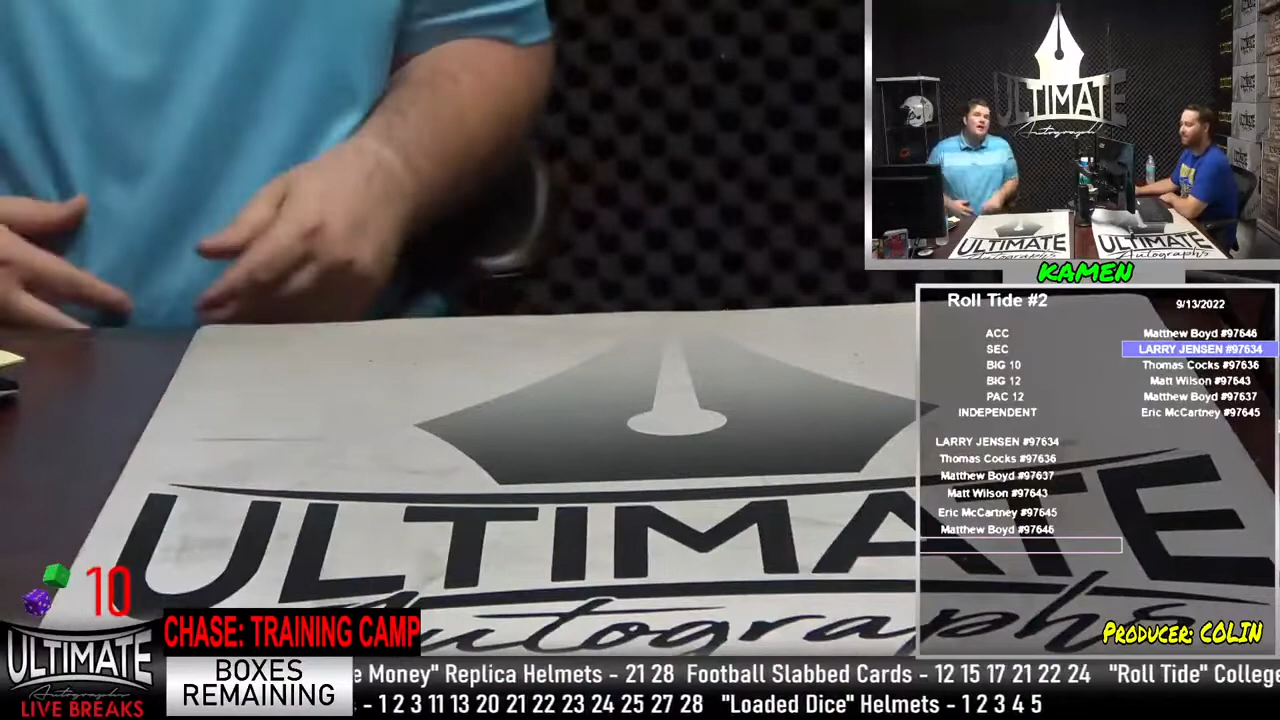 ULTIMATE
Autographs
ULTIMATE
ULTIMATE
Autographs
KAMEN
Roll Tide #2
9/13/2022
ACC Matthew Boyd #97646
SEC LARRY JENSEN #97634
BIG 10 Thomas Cocks #97636
BIG 12 Matt Wilson #97643
PAC 12 Matthew Boyd #97637
INDEPENDENT Eric McCartney #97645
LARRY JENSEN #97634
Thomas Cocks #97636
Matthew Boyd #97637
Matt Wilson #97643
Eric McCartney #97645
Matthew Boyd #97646
ULTIMATE
Autographs
Producer: COLIN
10
CHASE: TRAINING CAMP
ULTIMATE
Autographs
LIVE BREAKS
BOXES
REMAINING
e Money" Replica Helmets - 21 28 Football Slabbed Cards - 12 15 17 21 22 24 "Roll Tide" College
- 1 2 3 11 13 20 21 22 23 24 25 27 28 "Loaded Dice" Helmets - 1 2 3 4 5